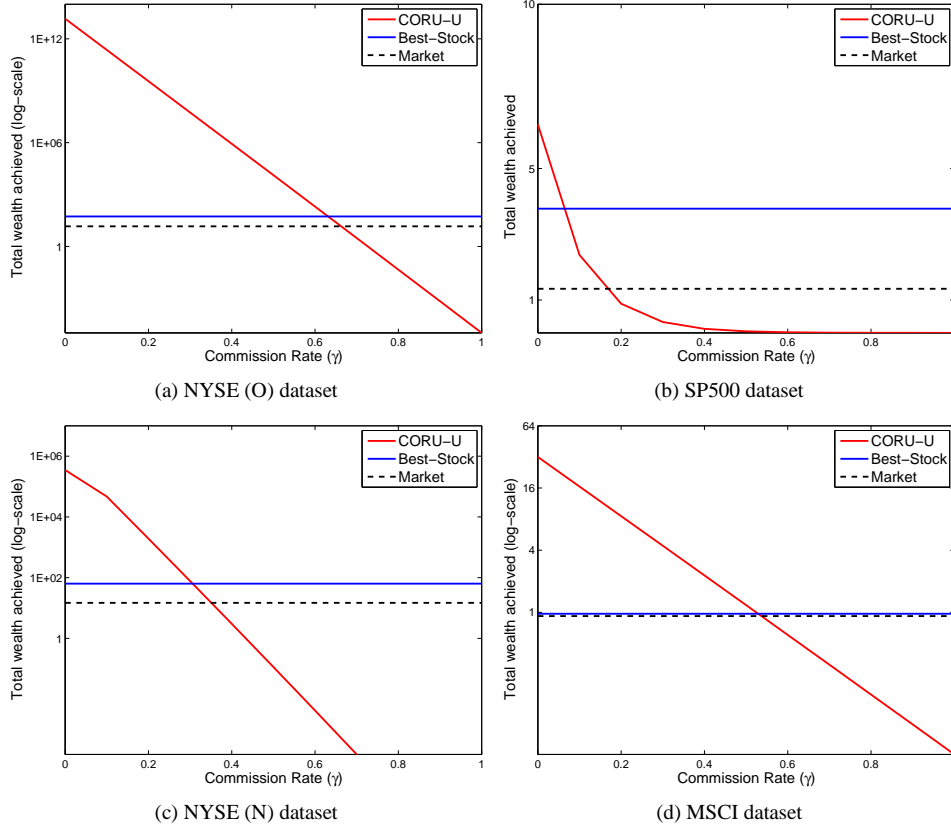 CORU-U
Best-Stock
Market
1E+12
1E+06
1
Total wealth achieved (log-scale)
0 0.2 0.4 0.6 0.8 1
Commission Rate (γ)
(a) NYSE (O) dataset
CORU-U
Best-Stock
Market
10
5
1
Total wealth achieved
0 0.2 0.4 0.6 0.8
Commission Rate (γ)
(b) SP500 dataset
CORU-U
Best-Stock
Market
1E+06
1E+04
1E+02
1
Total wealth achieved (log-scale)
0 0.2 0.4 0.6 0.8 1
Commission Rate (γ)
(c) NYSE (N) dataset
CORU-U
Best-Stock
Market
64
16
4
1
Total wealth achieved (log-scale)
0 0.2 0.4 0.6 0.8
Commission Rate (γ)
(d) MSCI dataset